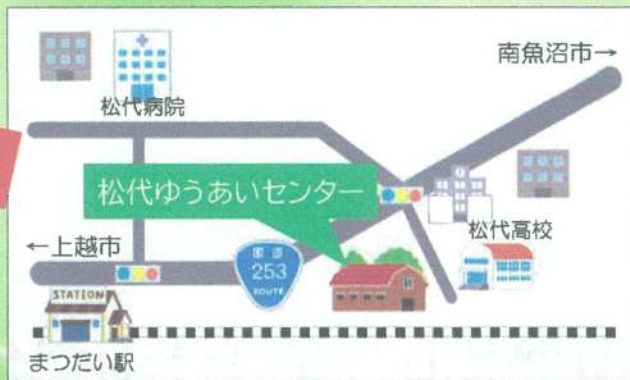 南魚沼市→
松代病院
松代ゆうあいセンター
松代高校
←上越市
国道
253
ROUTE
STATION
まつだい駅